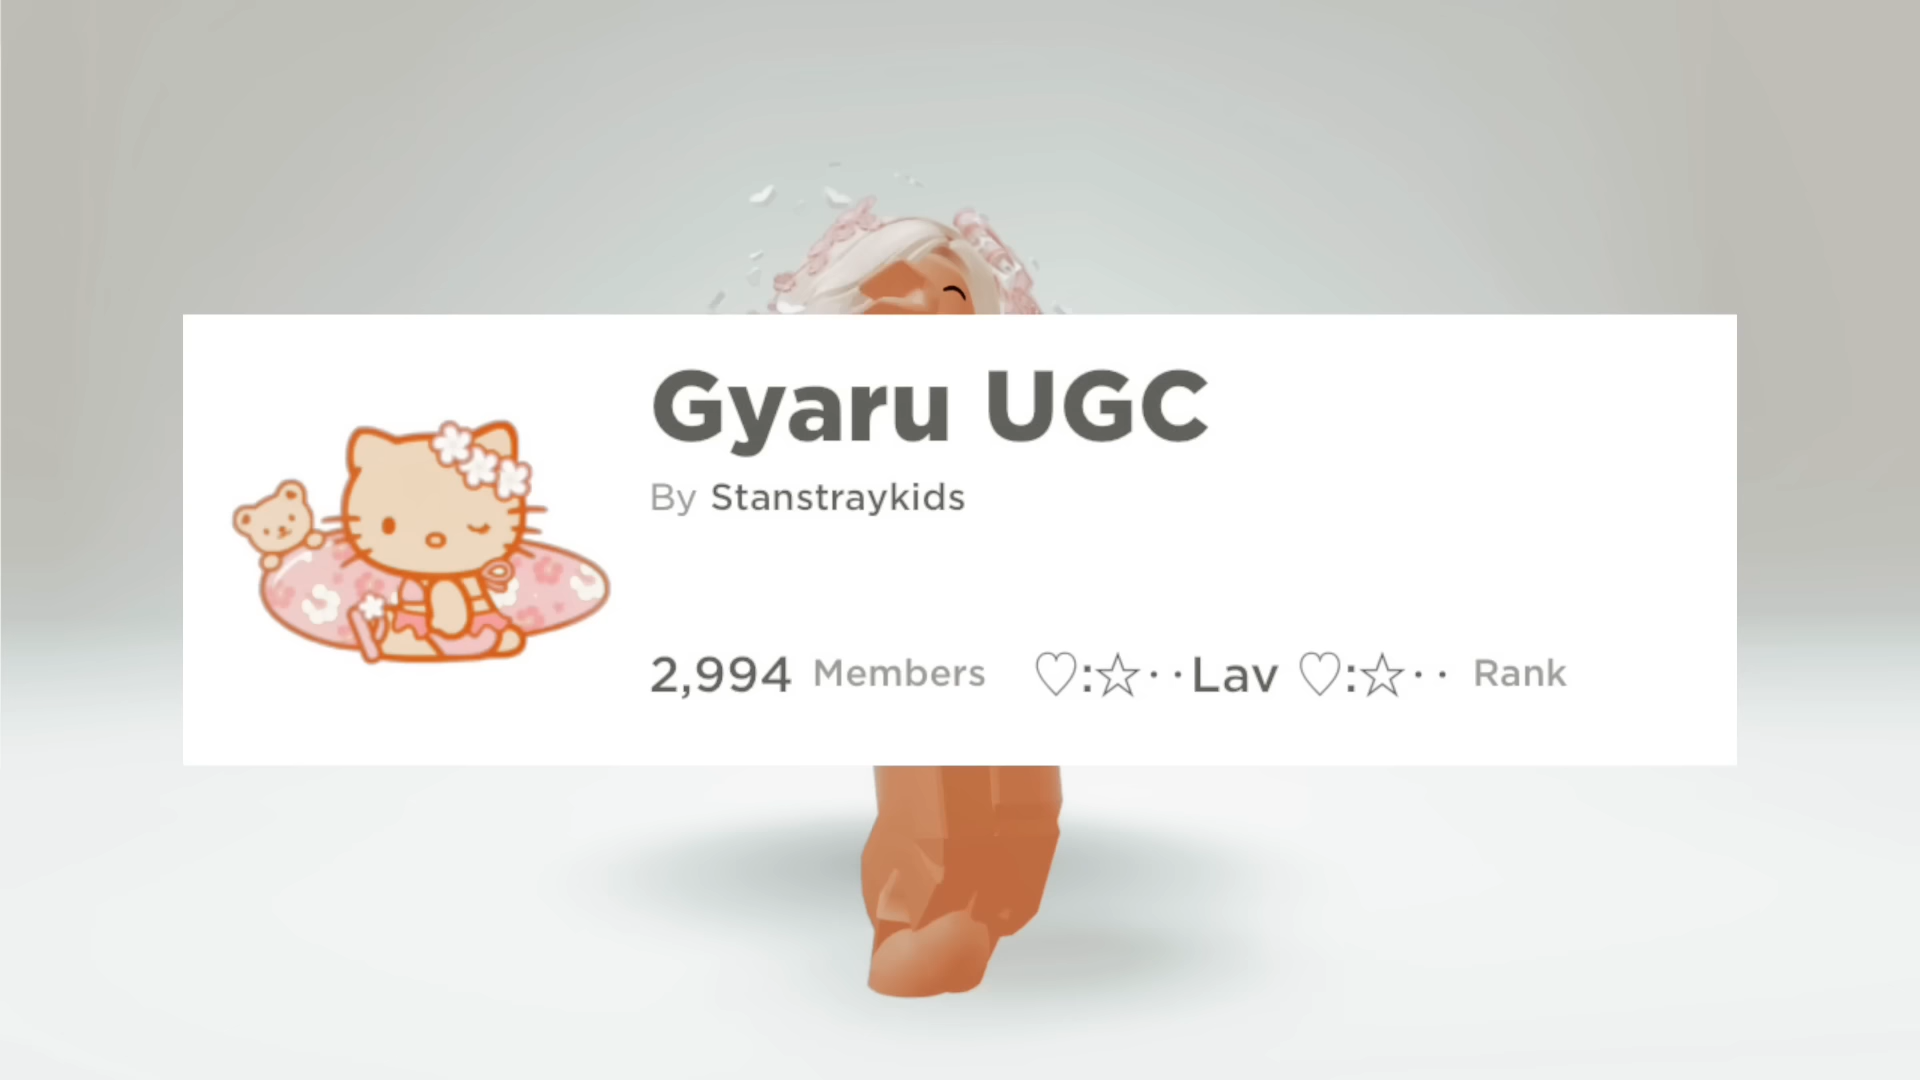 Gyaru UGC
By Stanstraykids
2,994 Members ♡:☆··Lav ♡:☆·· Rank